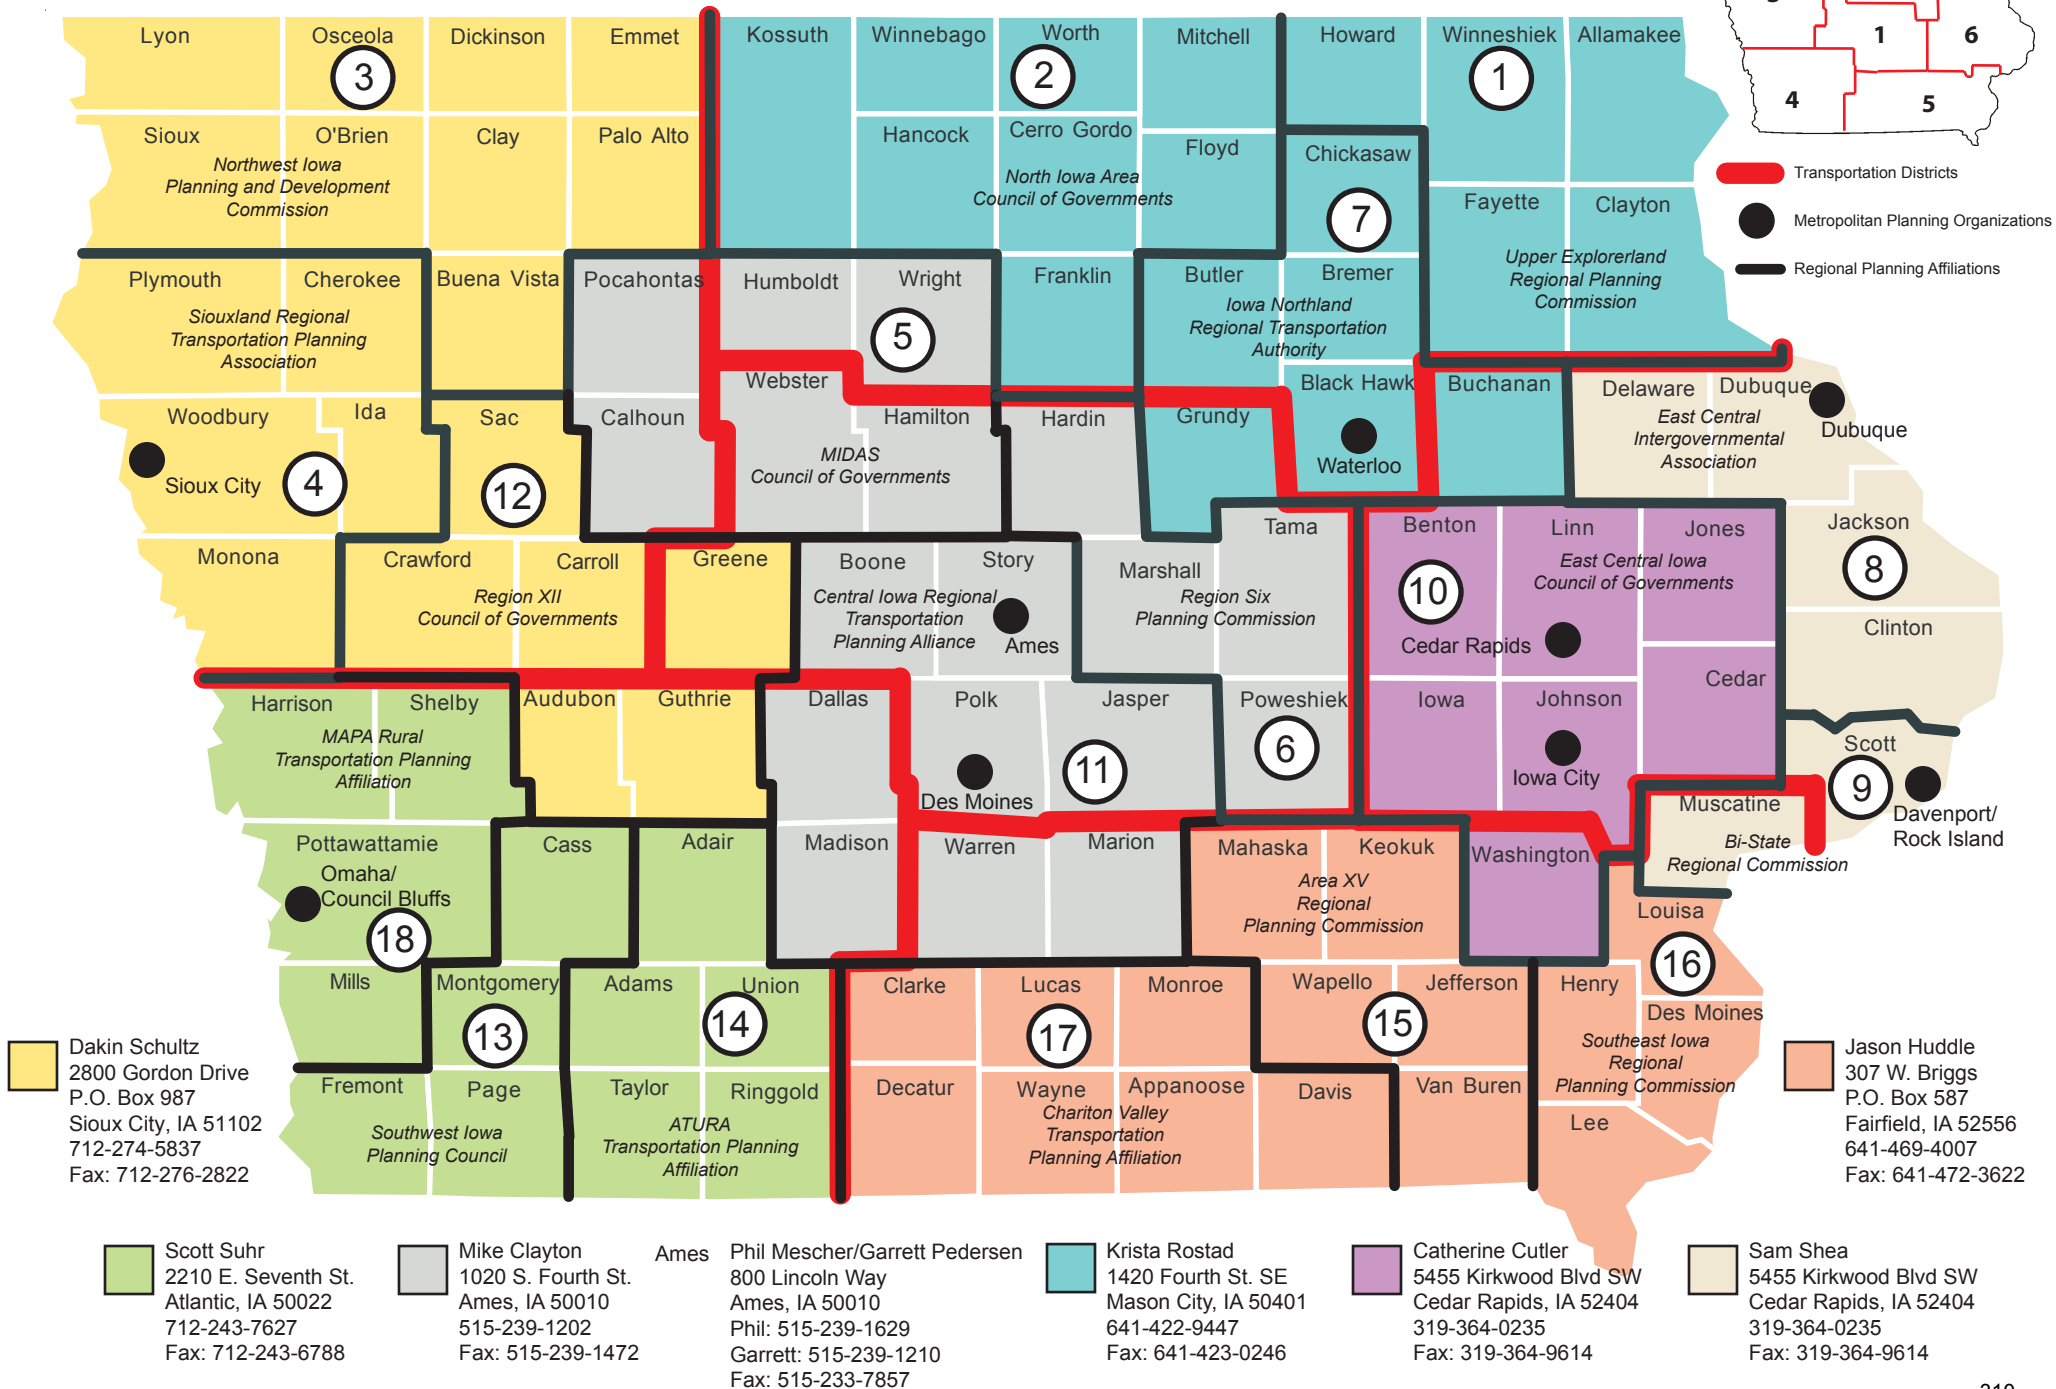 Lyon
Osceola
Dickinson
Emmet
Kossuth
Winnebago
Worth
Mitchell
Howard
Winneshiek
Allamakee
3
2
1
1
6
4
5
Sioux
O'Brien
Clay
Palo Alto
Hancock
Cerro Gordo
Floyd
Chickasaw
Northwest Iowa
Planning and Development
Commission
North Iowa Area
Council of Governments
7
Fayette
Clayton
Transportation Districts
Metropolitan Planning Organizations
Regional Planning Affiliations
Upper Explorerland
Regional Planning
Commission
Plymouth
Cherokee
Buena Vista
Pocahontas
Humboldt
Wright
Franklin
Butler
Bremer
Siouxland Regional
Transportation Planning
Association
5
Iowa Northland
Regional Transportation
Authority
Woodbury
Ida
Sac
Calhoun
Webster
Hamilton
Hardin
Grundy
Black Hawk
Buchanan
Delaware
Dubuque
Dubuque
East Central
Intergovernmental
Association
Sioux City
4
12
MIDAS
Council of Governments
Waterloo
Monona
Crawford
Carroll
Greene
Boone
Story
Marshall
Tama
Benton
Linn
Jones
Jackson
8
Region XII
Council of Governments
Central Iowa Regional
Transportation
Planning Alliance
Ames
Region Six
Planning Commission
10
East Central Iowa
Council of Governments
Cedar Rapids
Clinton
Harrison
Shelby
Audubon
Guthrie
Dallas
Polk
Jasper
Poweshiek
Iowa
Johnson
Cedar
MAPA Rural
Transportation Planning
Affiliation
Des Moines
11
6
Iowa City
Scott
9
Davenport/
Rock Island
Muscatine
Bi-State
Regional Commission
Pottawattamie
Omaha/
Council Bluffs
18
Cass
Adair
Madison
Warren
Marion
Mahaska
Keokuk
Washington
Area XV
Regional
Planning Commission
Louisa
16
Mills
Montgomery
Adams
Union
Clarke
Lucas
Monroe
Wapello
Jefferson
Henry
Des Moines
13
14
17
15
Southeast Iowa
Regional
Planning Commission
Fremont
Page
Taylor
Ringgold
Decatur
Wayne
Appanoose
Davis
Van Buren
Lee
Southwest Iowa
Planning Council
ATURA
Transportation Planning
Affiliation
Chariton Valley
Transportation
Planning Affiliation
Dakin Schultz
2800 Gordon Drive
P.O. Box 987
Sioux City, IA 51102
712-274-5837
Fax: 712-276-2822
Jason Huddle
307 W. Briggs
P.O. Box 587
Fairfield, IA 52556
641-469-4007
Fax: 641-472-3622
Scott Suhr
2210 E. Seventh St.
Atlantic, IA 50022
712-243-7627
Fax: 712-243-6788
Mike Clayton
1020 S. Fourth St.
Ames, IA 50010
515-239-1202
Fax: 515-239-1472
Ames
Phil Mescher/Garrett Pedersen
800 Lincoln Way
Ames, IA 50010
Phil: 515-239-1629
Garrett: 515-239-1210
Fax: 515-233-7857
Krista Rostad
1420 Fourth St. SE
Mason City, IA 50401
641-422-9447
Fax: 641-423-0246
Catherine Cutler
5455 Kirkwood Blvd SW
Cedar Rapids, IA 52404
319-364-0235
Fax: 319-364-9614
Sam Shea
5455 Kirkwood Blvd SW
Cedar Rapids, IA 52404
319-364-0235
Fax: 319-364-9614